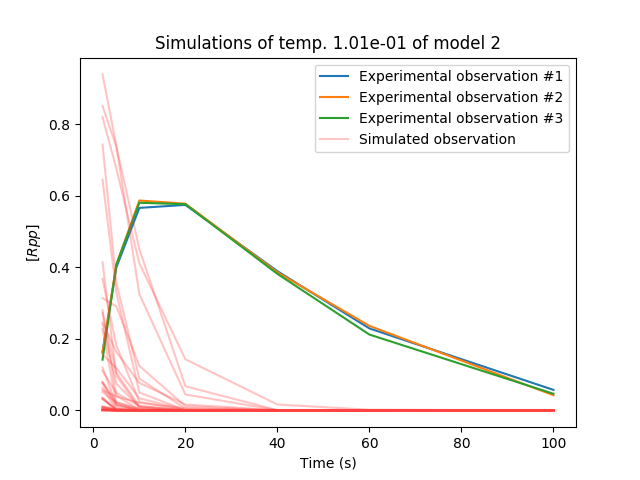 Simulations of temp. 1.01e-01 of model 2
Experimental observation #1
Experimental observation #2
Experimental observation #3
Simulated observation
[Rpp]
0.8
0.6
0.4
0.2
0.0
0 20 40 60 80 100
Time (s)